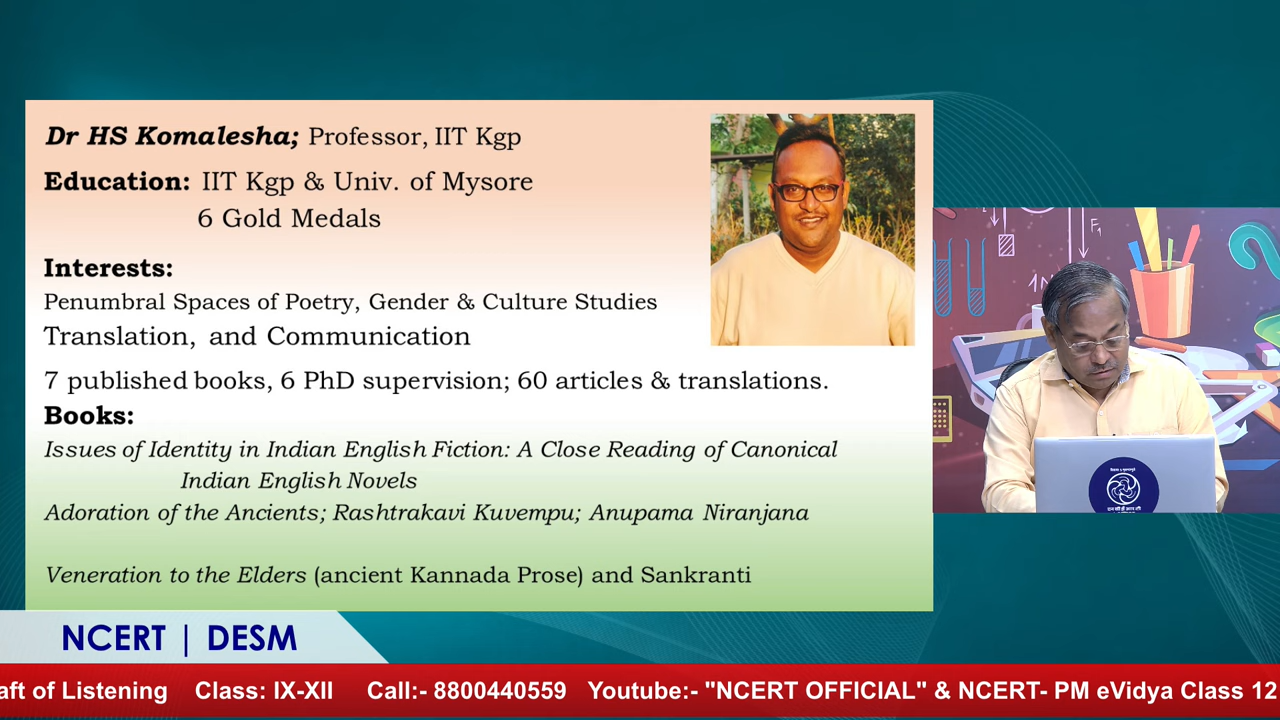 Dr HS Komalesha; Professor, IIT Kgp
Education: IIT Kgp & Univ. of Mysore
6 Gold Medals
Interests:
Penumbral Spaces of Poetry, Gender & Culture Studies
Translation, and Communication
7 published books, 6 PhD supervision; 60 articles & translations.
Books:
Issues of Identity in Indian English Fiction: A Close Reading of Canonical
Indian English Novels
Adoration of the Ancients; Rashtrakavi Kuvempu; Anupama Niranjana
Veneration to the Elders (ancient Kannada Prose) and Sankranti
F₁
NCERT | DESM
aft of Listening Class: IX-XII Call:- 8800440559 Youtube:- "NCERT OFFICIAL" & NCERT- PM eVidya Class 12